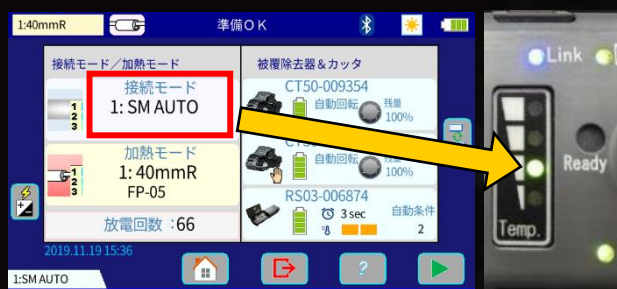 1:40mmR
準備OK
接続モード/加熱モード
接続モード
1: SM AUTO
1
2
3
加熱モード
1: 40mmR
FP-05
1
2
3
放電回数 :66
2019.11.19 15:36
1:SM AUTO
被覆除去器&カッタ
CT50-009354
自動回転
残量
100%
自動回転
100%
RS03-006874
3 sec
自動条件
2
?
Link
Ready
Temp.